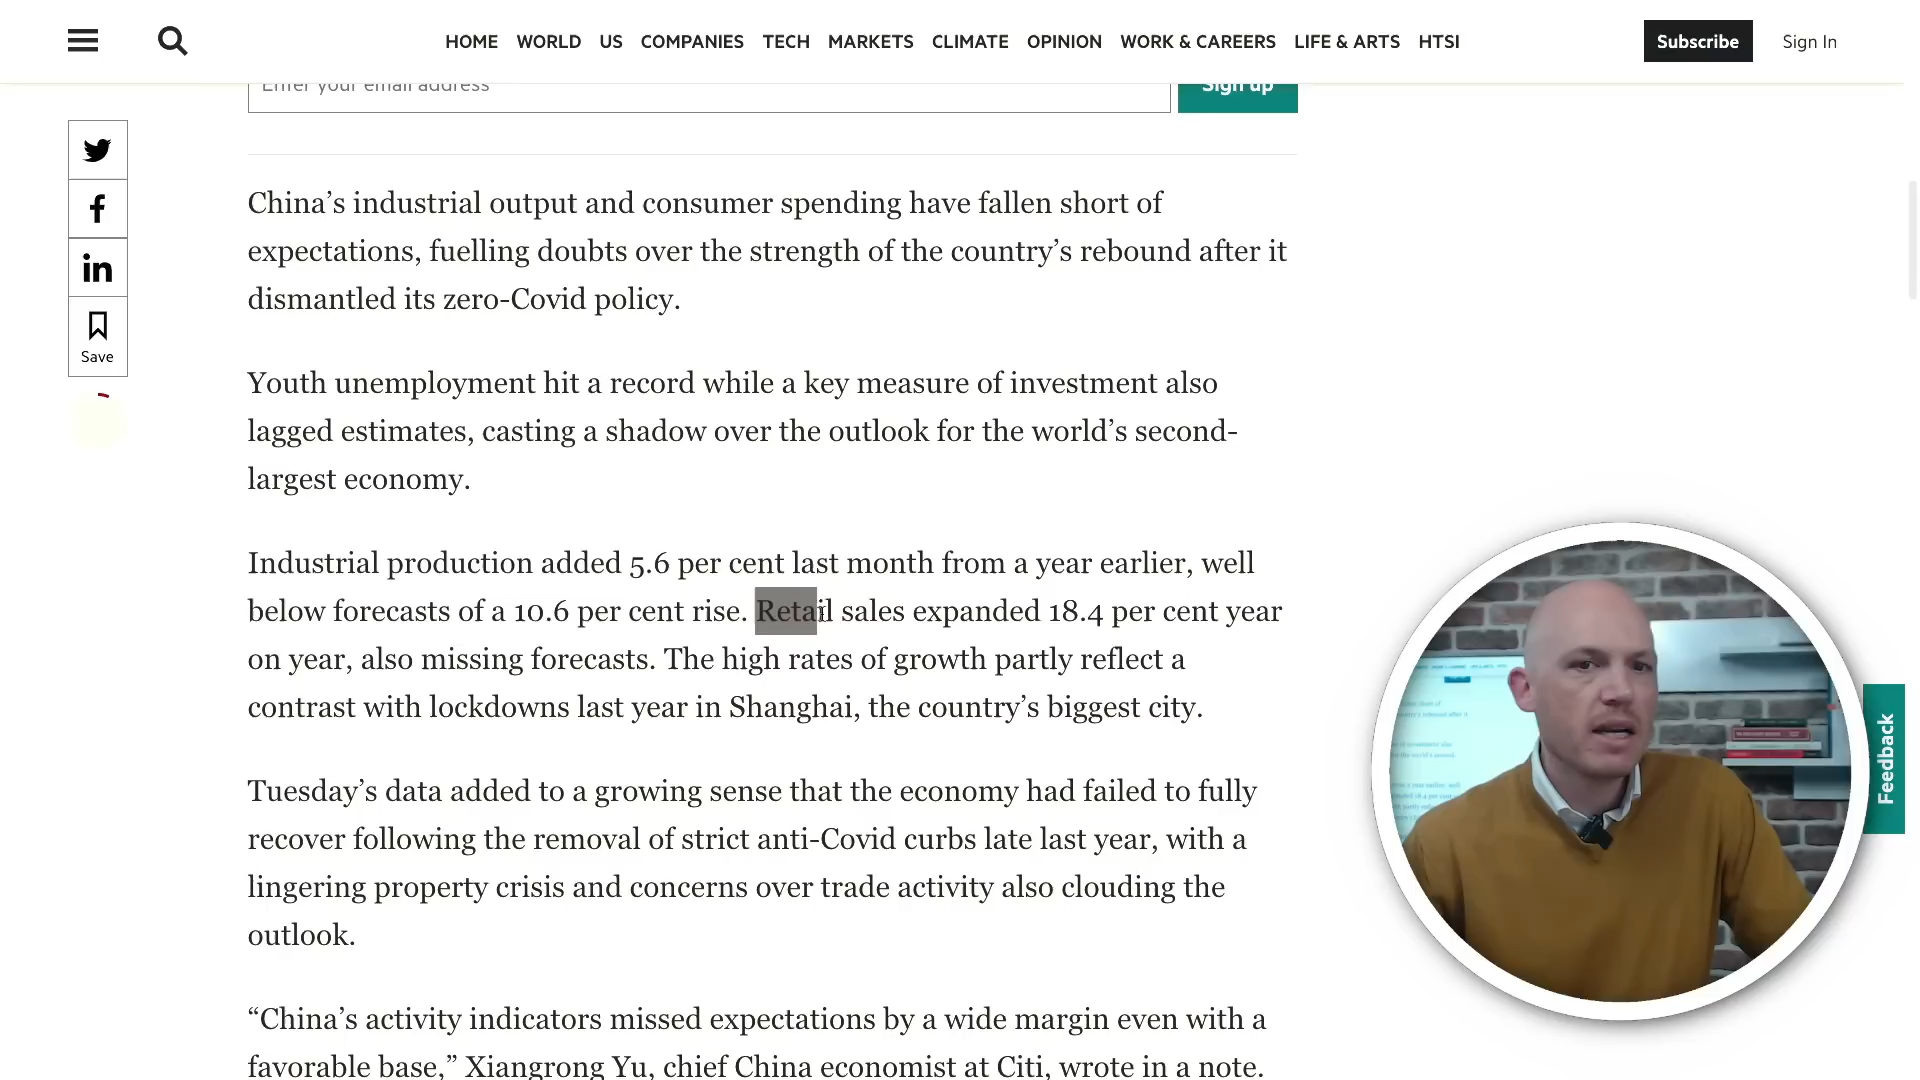 HOME WORLD US COMPANIES TECH MARKETS CLIMATE OPINION WORK & CAREERS LIFE & ARTS HTSI
Subscribe
Sign In
Enter your email address
Sign up
Save
China’s industrial output and consumer spending have fallen short of
expectations, fuelling doubts over the strength of the country’s rebound after it
dismantled its zero-Covid policy.
Youth unemployment hit a record while a key measure of investment also
lagged estimates, casting a shadow over the outlook for the world’s second-
largest economy.
Industrial production added 5.6 per cent last month from a year earlier, well
below forecasts of a 10.6 per cent rise. Retail sales expanded 18.4 per cent year
on year, also missing forecasts. The high rates of growth partly reflect a
contrast with lockdowns last year in Shanghai, the country’s biggest city.
Tuesday’s data added to a growing sense that the economy had failed to fully
recover following the removal of strict anti-Covid curbs late last year, with a
lingering property crisis and concerns over trade activity also clouding the
outlook.
“China’s activity indicators missed expectations by a wide margin even with a
favorable base,” Xiangrong Yu, chief China economist at Citi, wrote in a note.
Feedback